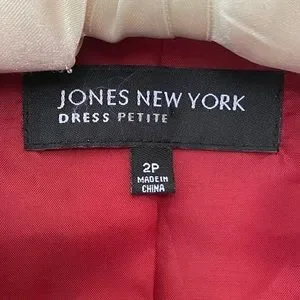 JONES NEW YORK
DRESS PETITE
2P
MADE IN
CHINA